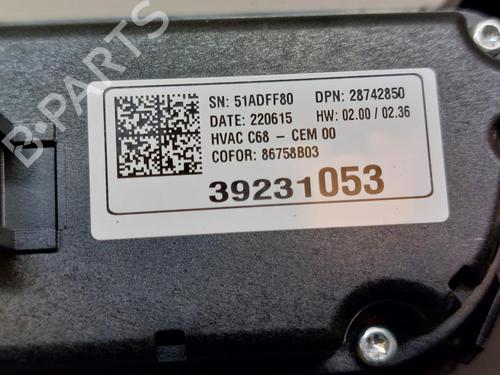 B-PARTS
SN: 51ADFF80 DPN: 28742850
DATE: 220615 HW: 02.00 / 02.36
HVAC C68 - CEM 00
COFOR: 86758B03
39231053